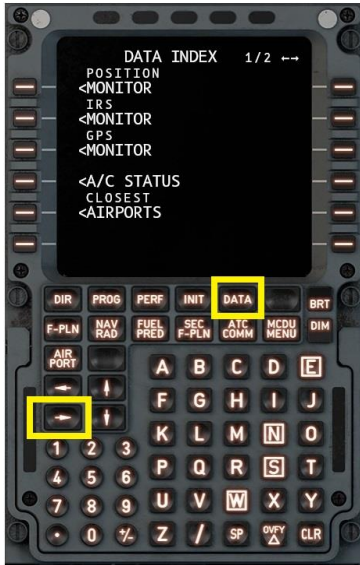 DATA INDEX 1/2 ←→
POSITION
<MONITOR
IRS
<MONITOR
GPS
<MONITOR
<A/C STATUS
CLOSEST
<AIRPORTS
DIR PROG PERF INIT DATA BRT
F-PLN NAV RAD FUEL PRED SEC F-PLN ATC COMM MCDU MENU DIM
AIR PORT
A B C D E
← ↑
F G H I J
→ ↓
1 2 3 K L M N O
4 5 6 P Q R S T
7 8 9 U V W X Y
. 0 +/- Z / SP OVFY Δ CLR